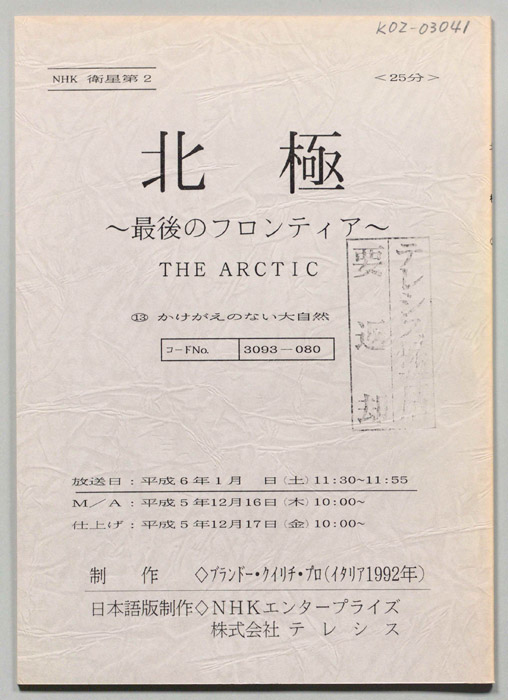 K02-03041
NHK 衛星第2 <25分>
北極
～最後のフロンティア～
THE ARCTIC
⑬ かけがえのない大自然
コードNo. 3093-080
要返却
放送日：平成6年1月　日(土) 11:30~11:55
M／A：平成5年12月16日(木) 10:00~
仕上げ：平成5年12月17日(金) 10:00~
制　作　◇ブランドー・クイリチ・プロ(イタリア1992年)
日本語版制作◇NHKエンタープライズ
株式会社 テレシス